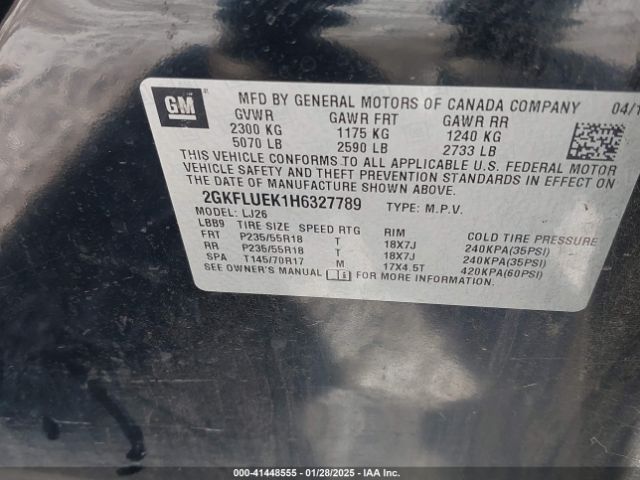 GM
MFD BY GENERAL MOTORS OF CANADA COMPANY 04/1
GVWR GAWR FRT GAWR RR
2300 KG 1175 KG 1240 KG
5070 LB 2590 LB 2733 LB
THIS VEHICLE CONFORMS TO ALL APPLICABLE U.S. FEDERAL MOTOR
VEHICLE SAFETY AND THEFT PREVENTION STANDARDS IN EFFECT ON
THE DATE OF MANUFACTURE SHOWN ABOVE.
2GKFLUEK1H6327789 TYPE: M.P.V.
MODEL: LJ26
LBB9 TIRE SIZE SPEED RTG RIM COLD TIRE PRESSURE
FRT P235/55R18 T 18X7J 240KPA(35PSI)
RR P235/55R18 T 18X7J 240KPA(35PSI)
SPA T145/70R17 M 17X4.5T 420KPA(60PSI)
SEE OWNER'S MANUAL FOR MORE INFORMATION.
000-41448555 - 01/28/2025 - IAA Inc.